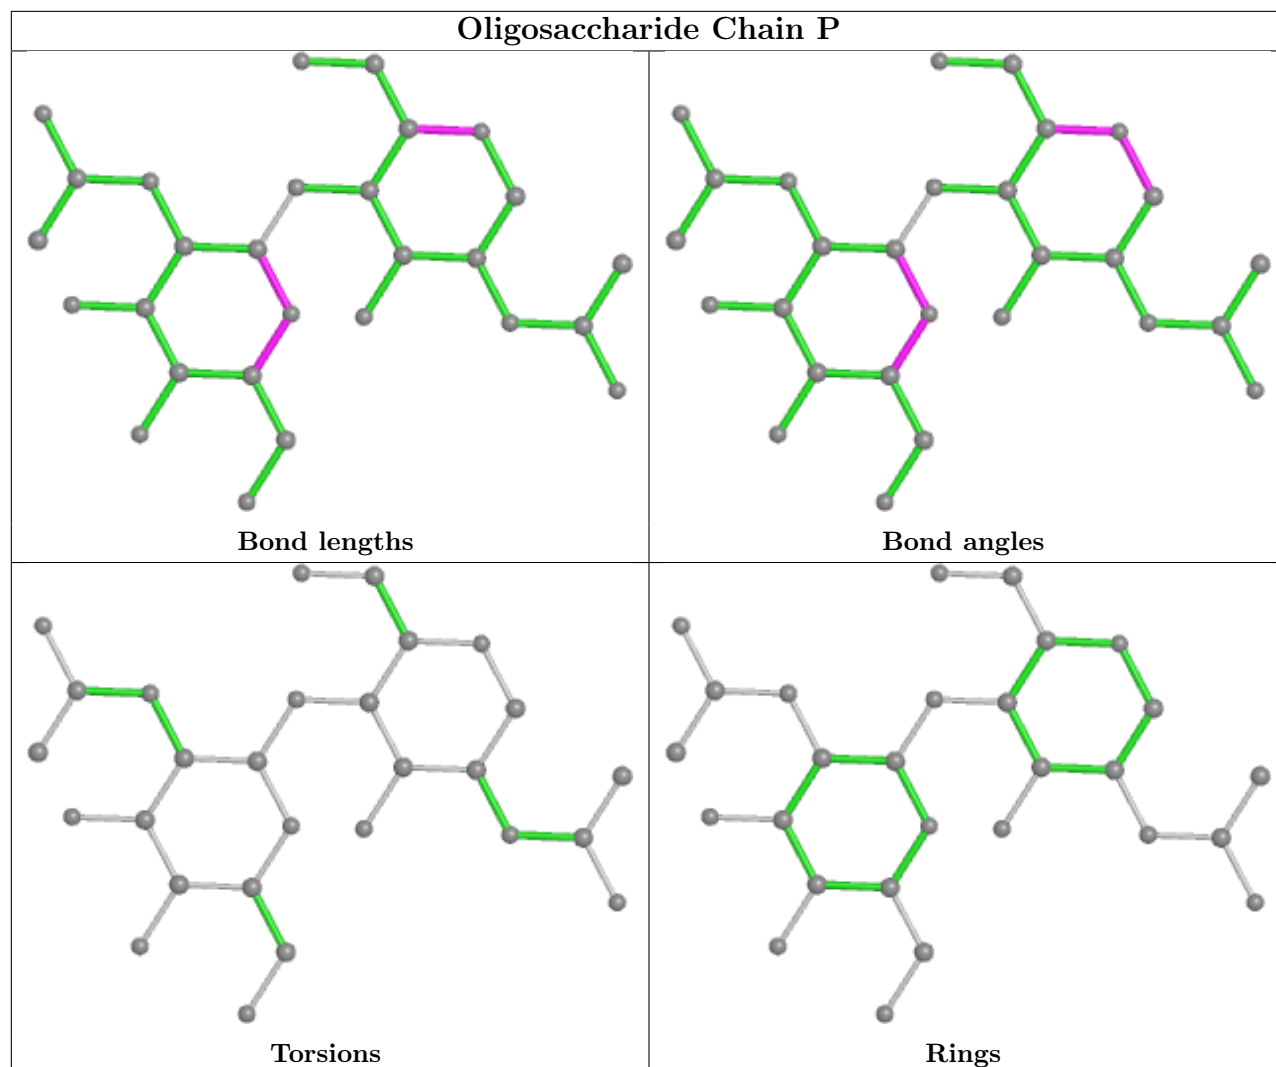 Oligosaccharide Chain P
Bond lengths
Bond angles
Torsions
Rings